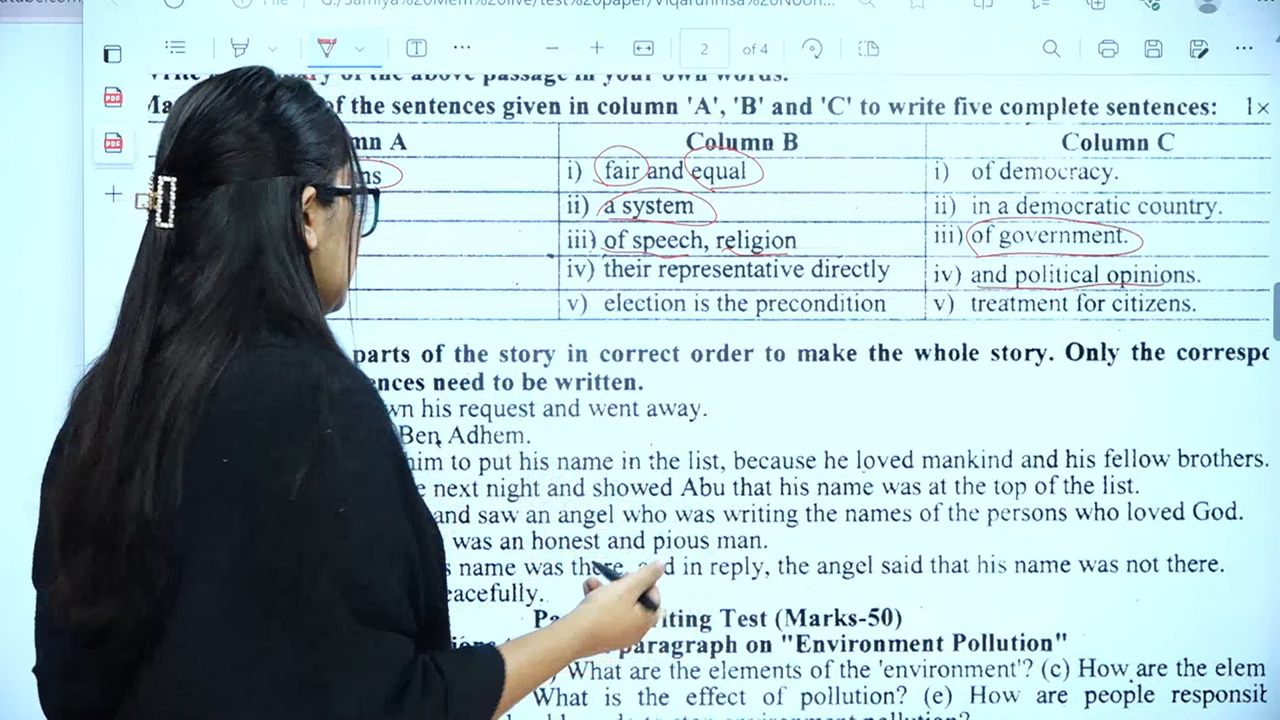 2 of 4
of the above passage in your own words.
of the sentences given in column 'A', 'B' and 'C' to write five complete sentences: 1×
Column B Column C
i) fair and equal i) of democracy.
ii) a system ii) in a democratic country.
iii) of speech, religion iii) of government.
iv) their representative directly iv) and political opinions.
v) election is the precondition v) treatment for citizens.
parts of the story in correct order to make the whole story. Only the
need to be written.
his request and went away.
Ben Adhem.
him to put his name in the list, because he loved mankind and his fellow brothers.
next night and showed Abu that his name was at the top of the list.
and saw an angel who was writing the names of the persons who loved God.
was an honest and pious man.
name was there, and in reply, the angel said that his name was not there.
Test (Marks-50)
paragraph on "Environment Pollution"
What are the elements of the 'environment'? (c) How are the elem
What is the effect of pollution? (e) How are people